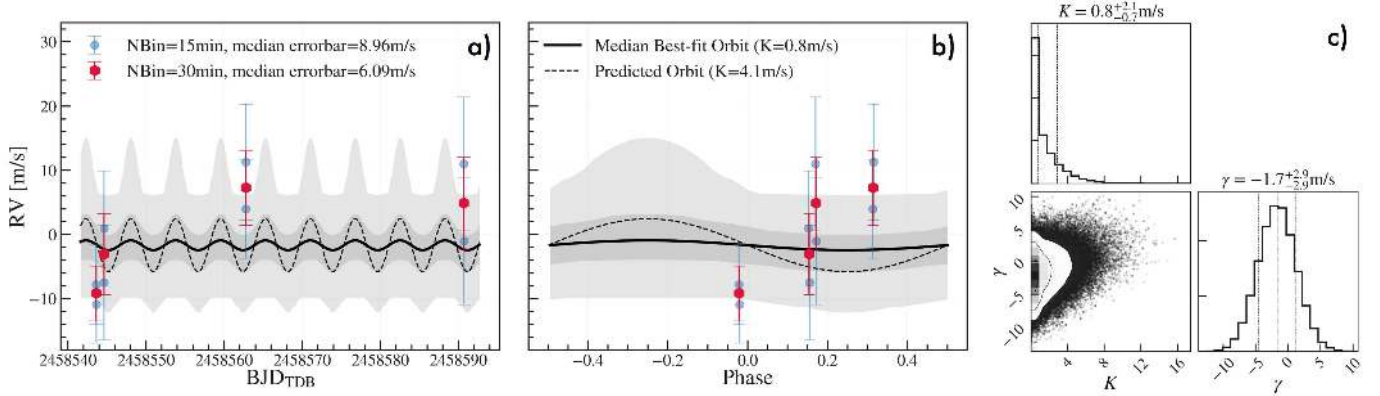 a)
NBin=15min, median errorbar=8.96m/s
NBin=30min, median errorbar=6.09m/s
RV [m/s]
30
20
10
0
−10
2458540 2458550 2458560 2458570 2458580 2458590
BJD_TDB
b)
Median Best-fit Orbit (K=0.8m/s)
Predicted Orbit (K=4.1m/s)
−0.4 −0.2 0.0 0.2 0.4
Phase
c)
K = 0.8+2.1−0.7 m/s
γ = −1.7+2.9−2.9 m/s
γ
10
5
0
−5
−10
4 8 12 16
K
−10 −5 0 5 10
γ